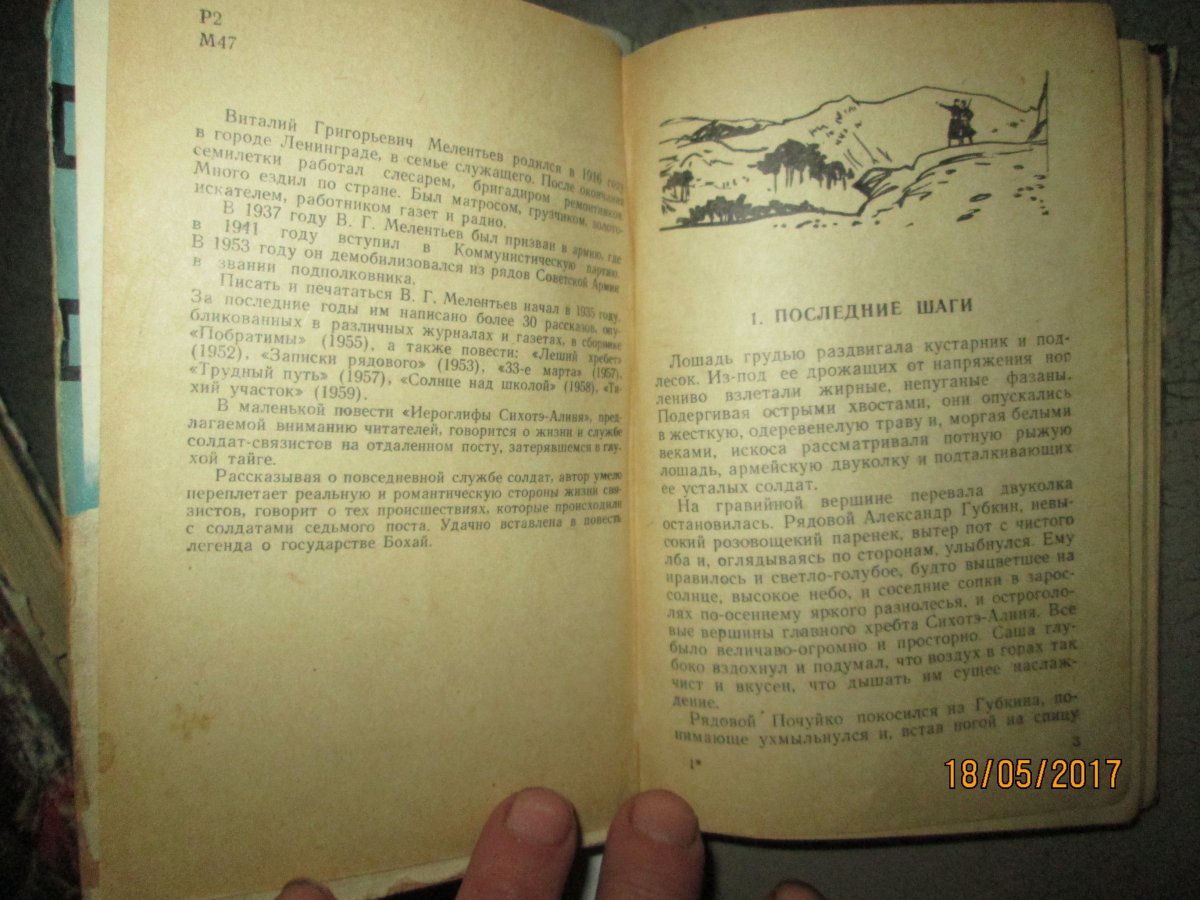 Р2
М47
Виталий Григорьевич Мелентьев родился в 1916 году
в городе Ленинграде, в семье служащего. После окончания
семилетки работал слесарем, бригадиром ремонтников.
Много ездил по стране. Был матросом, грузчиком, золото-
искателем, работником газет и радио.
В 1937 году В. Г. Мелентьев был призван в армию, где
в 1941 году вступил в Коммунистическую партию.
В 1953 году он демобилизовался из рядов Советской Армии
в звании подполковника.
Писать и печататься В. Г. Мелентьев начал в 1935 году.
За последние годы им написано более 30 рассказов, опу-
бликованных в различных журналах и газетах, в сборнике
«Побратимы» (1955), а также повести: «Леший хребет»
(1952), «Записки рядового» (1953), «33-е марта» (1957),
«Трудный путь» (1957), «Солнце над школой» (1958), «Ти-
хий участок» (1959).
В маленькой повести «Иероглифы Сихотэ-Алиня», пред-
лагаемой вниманию читателей, говорится о жизни и службе
солдат-связистов на отдаленном посту, затерявшемся в глу-
хой тайге.
Рассказывая о повседневной службе солдат, автор умело
переплетает реальную и романтическую стороны жизни свя-
зистов, говорит о тех происшествиях, которые происходили
с солдатами седьмого поста. Удачно вставлена в повесть
легенда о государстве Бохай.
1. ПОСЛЕДНИЕ ШАГИ
Лошадь грудью раздвигала кустарник и под-
лесок. Из-под ее дрожащих от напряжения ног
лениво взлетали жирные, непуганые фазаны.
Подергивая острыми хвостами, они опускались
в жесткую, одеревенелую траву и, моргая белыми
веками, искоса рассматривали потную рыжую
лошадь, армейскую двуколку и подталкивающих
ее усталых солдат.
На гравийной вершине перевала двуколка
остановилась. Рядовой Александр Губкин, невы-
сокий розовощекий паренек, вытер пот с чистого
лба и, оглядываясь по сторонам, улыбнулся. Ему
нравилось и светло-голубое, будто выцветшее на
солнце, высокое небо, и соседние сопки в зарос-
лях по-осеннему яркого разнолесья, и остроголо-
вые вершины главного хребта Сихотэ-Алиня. Все
было величаво-огромно и просторно. Саша глу-
боко вздохнул и подумал, что воздух в горах так
чист и вкусен, что дышать им сущее наслаж-
дение.
Рядовой Почуйко покосился на Губкина, по-
нимающе ухмыльнулся и, встав ногой на спицу
1*
3
18/05/2017